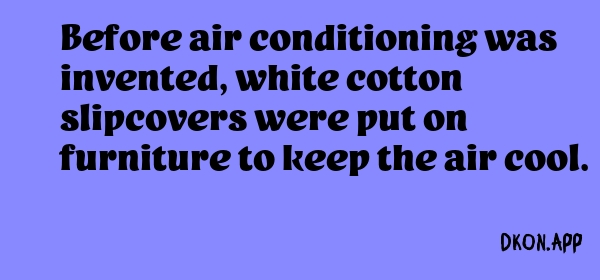 Before air conditioning was
invented, white cotton
slipcovers were put on
furniture to keep the air cool.
DKON.APP